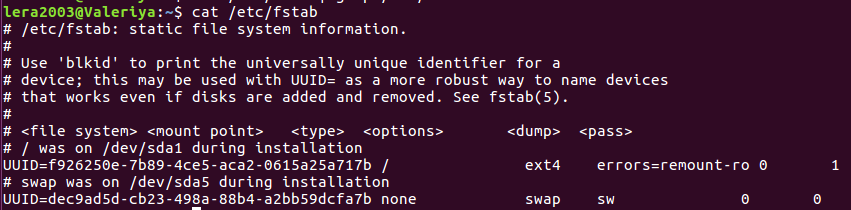 lera2003@Valeriya:~$ cat /etc/fstab
# /etc/fstab: static file system information.
#
# Use 'blkid' to print the universally unique identifier for a
# device; this may be used with UUID= as a more robust way to name devices
# that works even if disks are added and removed. See fstab(5).
#
# <file system> <mount point>   <type>  <options>       <dump>  <pass>
# / was on /dev/sda1 during installation
UUID=f926250e-7b89-4ce5-aca2-0615a25a717b /               ext4    errors=remount-ro 0       1
# swap was on /dev/sda5 during installation
UUID=dec9ad5d-cb23-498a-88b4-a2bb59dcfa7b none            swap    sw              0       0